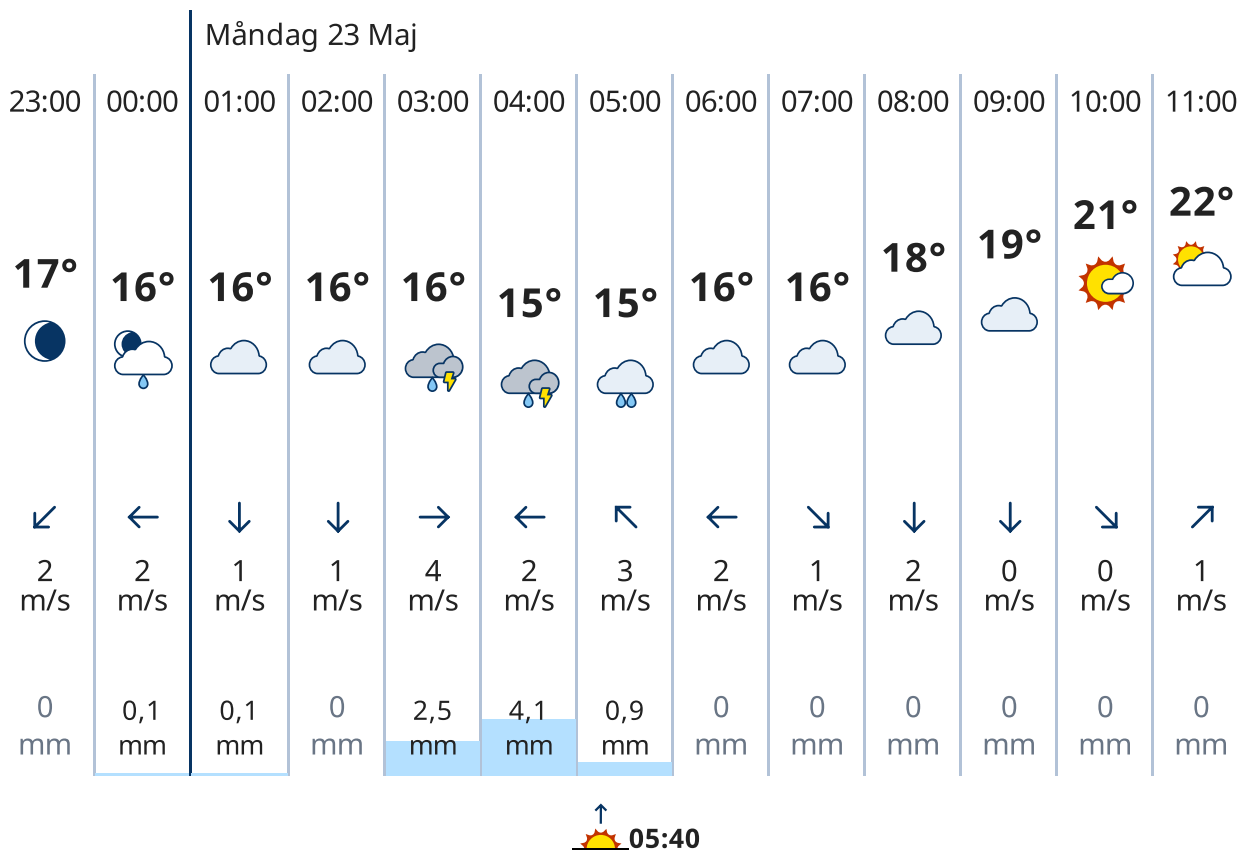 Måndag 23 Maj
23:00 00:00 01:00 02:00 03:00 04:00 05:00 06:00 07:00 08:00 09:00 10:00 11:00
17° 16° 16° 16° 16° 15° 15° 16° 16° 18° 19° 21° 22°
2 2 1 1 4 2 3 2 1 2 0 0 1
m/s m/s m/s m/s m/s m/s m/s m/s m/s m/s m/s m/s m/s
0 0,1 0,1 0 2,5 4,1 0,9 0 0 0 0 0 0
mm mm mm mm mm mm mm mm mm mm mm mm mm
05:40